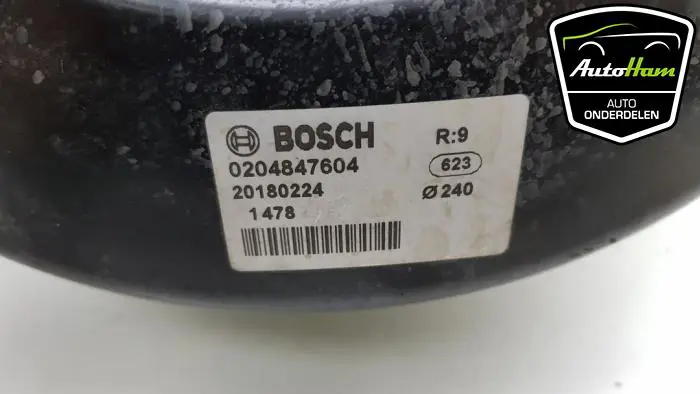 BOSCH
R:9
0204847604
623
20180224
Ø240
1478
AutoHam
AUTO
ONDERDELEN